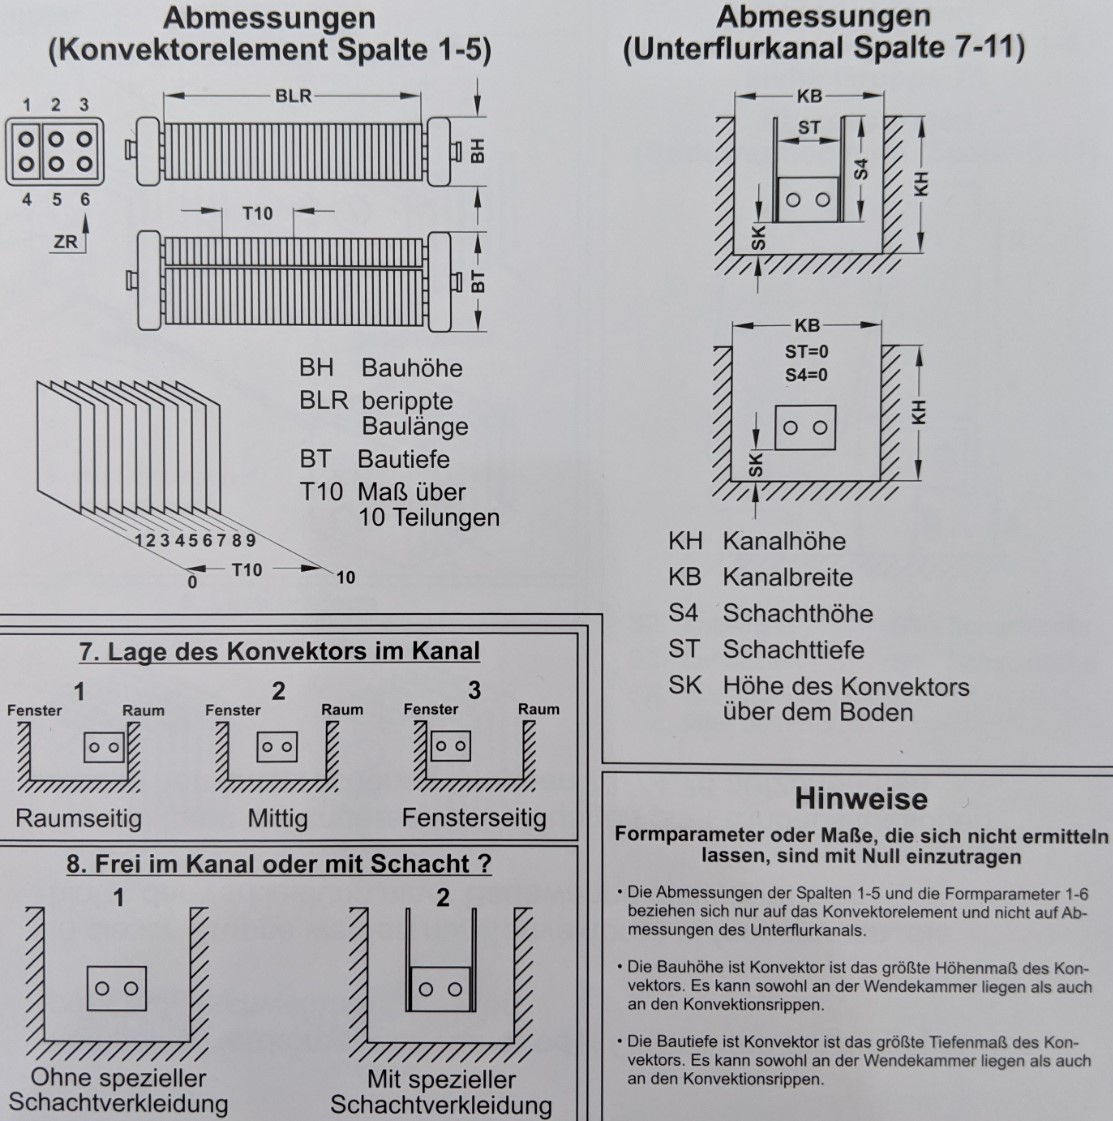 Abmessungen
(Konvektorelement Spalte 1-5)
1 2 3
4 5 6
ZR
BLR
BH
T10
BT
BH Bauhöhe
BLR berippte
Baulänge
BT Bautiefe
T10 Maß über
10 Teilungen
1 2 3 4 5 6 7 8 9
0
T10
10
Abmessungen
(Unterflurkanal Spalte 7-11)
KB
ST
S4
KH
SK
KB
ST=0
S4=0
KH
SK
KH Kanalhöhe
KB Kanalbreite
S4 Schachthöhe
ST Schachttiefe
SK Höhe des Konvektors
über dem Boden
7. Lage des Konvektors im Kanal
1 2 3
Fenster Raum Fenster Raum Fenster Raum
Raumseitig Mittig Fensterseitig
8. Frei im Kanal oder mit Schacht ?
1 2
Ohne spezieller
Schachtverkleidung
Mit spezieller
Schachtverkleidung
Hinweise
Formparameter oder Maße, die sich nicht ermitteln
lassen, sind mit Null einzutragen
• Die Abmessungen der Spalten 1-5 und die Formparameter 1-6
beziehen sich nur auf das Konvektorelement und nicht auf Ab-
messungen des Unterflurkanals.
• Die Bauhöhe ist Konvektor ist das größte Höhenmaß des Kon-
vektors. Es kann sowohl an der Wendekammer liegen als auch
an den Konvektionsrippen.
• Die Bautiefe ist Konvektor ist das größte Tiefenmaß des Kon-
vektors. Es kann sowohl an der Wendekammer liegen als auch
an den Konvektionsrippen.